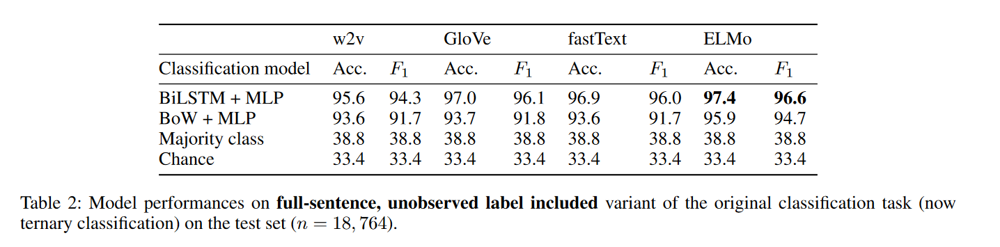 w2v GloVe fastText ELMo
Classification model Acc. F1 Acc. F1 Acc. F1 Acc. F1
BiLSTM + MLP 95.6 94.3 97.0 96.1 96.9 96.0 97.4 96.6
BoW + MLP 93.6 91.7 93.7 91.8 93.6 91.7 95.9 94.7
Majority class 38.8 38.8 38.8 38.8 38.8 38.8 38.8 38.8
Chance 33.4 33.4 33.4 33.4 33.4 33.4 33.4 33.4
Table 2: Model performances on full-sentence, unobserved label included variant of the original classification task (now
ternary classification) on the test set (n = 18, 764).